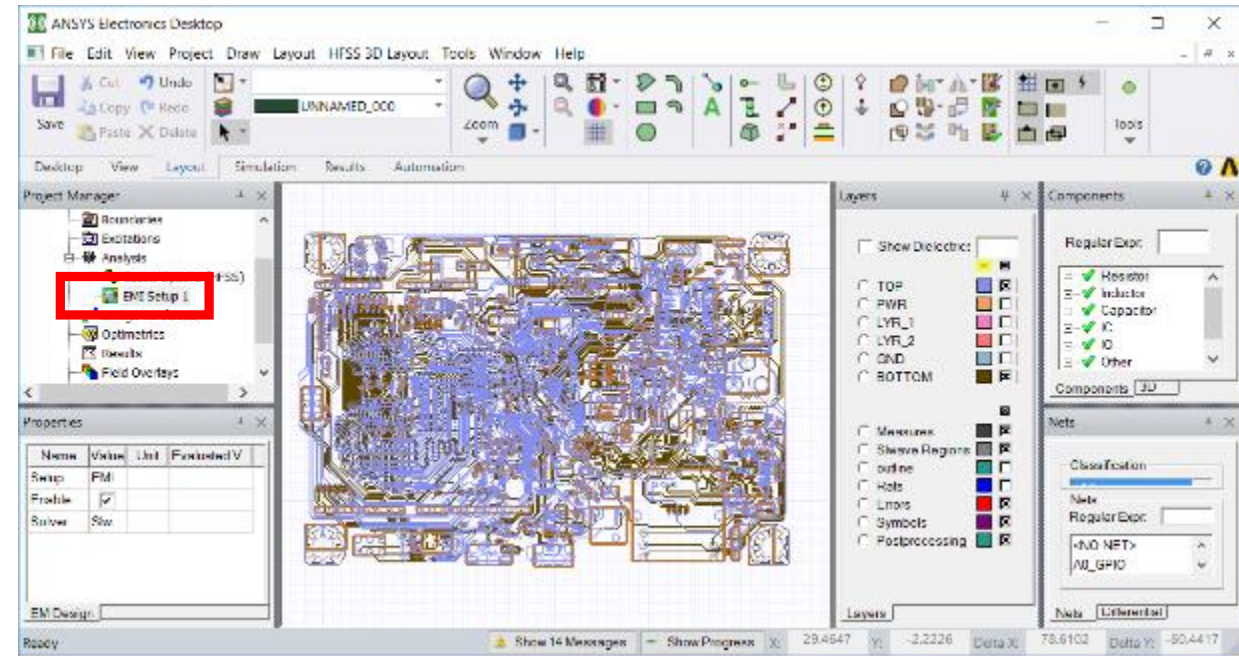 ANSYS Electronics Desktop
File Edit View Project Draw Layout HFSS 3D Layout Tools Window Help
Save
Cut Undo
Copy Redo
Paste Delete
UNNAMED_000
Zoom
Tools
Desktop View Layout Simulation Results Automation
Project Manager
Boundaries
Excitations
Analysis
HFSS)
EMI Setup 1
Optimetrics
Results
Field Overlays
Properties
Name Value Unit Evaluated V
Setup EMI
Enable
Solver SIw
EM Design
Layers
Show Dielectric
TOP
PWR
LYR_1
LYR_2
GND
BOTTOM
Measures
SIwave Regions
outline
Rats
Errors
Symbols
Postprocessing
Layers
Components
Regular Expr:
Resistor
Inductor
Capacitor
IC
IO
Other
Components 3D
Nets
Classification
Nets
Regular Expr:
<NO NET>
A0_GPIO
Nets Differential
Ready
Show 14 Messages Show Progress X: 29.4647 Y: -2.2226 Delta X: 78.6102 Delta Y: -50.4417